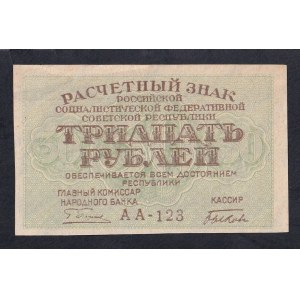 РАСЧЕТНЫЙ ЗНАК
РОССИЙСКОЙ
СОЦИАЛИСТИЧЕСКОЙ ФЕДЕРАТИВНОЙ
СОВЕТСКОЙ РЕСПУБЛИКИ
ТРИДЦАТЬ
РУБЛЕЙ
ОБЕСПЕЧИВАЕТСЯ ВСЕМ ДОСТОЯНИЕМ
РЕСПУБЛИКИ
ГЛАВНЫЙ КОМИССАР
НАРОДНОГО БАНКА
КАССИР
АА-123